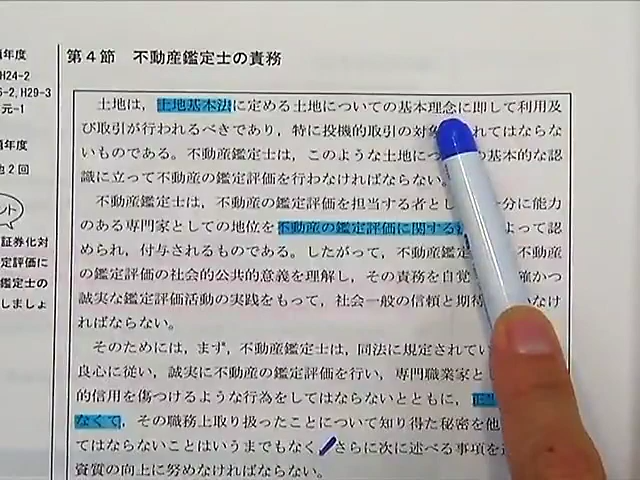 第4節 不動産鑑定士の責務
年度
H24-2
6-2, H29-3
元-1
年度
2回
ント
証券化対
定評価に
鑑定士の
しましょ
土地は，土地基本法に定める土地についての基本理念に即して利用及
び取引が行われるべきであり，特に投機的取引の対象 れてはならな
いものである。不動産鑑定士は，このような土地につ の基本的な認
識に立って不動産の鑑定評価を行わなければならない。
不動産鑑定士は，不動産の鑑定評価を担当する者とし 分に能力
のある専門家としての地位を不動産の鑑定評価に関する よって認
められ，付与されるものである。したがって，不動産鑑定 不動産
の鑑定評価の社会的公共的意義を理解し，その責務を自覚 確かつ
誠実な鑑定評価活動の実践をもって，社会一般の信頼と期待 いなけ
ればならない。
そのためには，まず，不動産鑑定士は，同法に規定されてい
良心に従い，誠実に不動産の鑑定評価を行い，専門職業家と
的信用を傷つけるような行為をしてはならないとともに，正
なくて，その職務上取り扱ったことについて知り得た秘密を他
てはならないことはいうまでもなく さらに次に述べる事項を
資質の向上に努めなければならない。